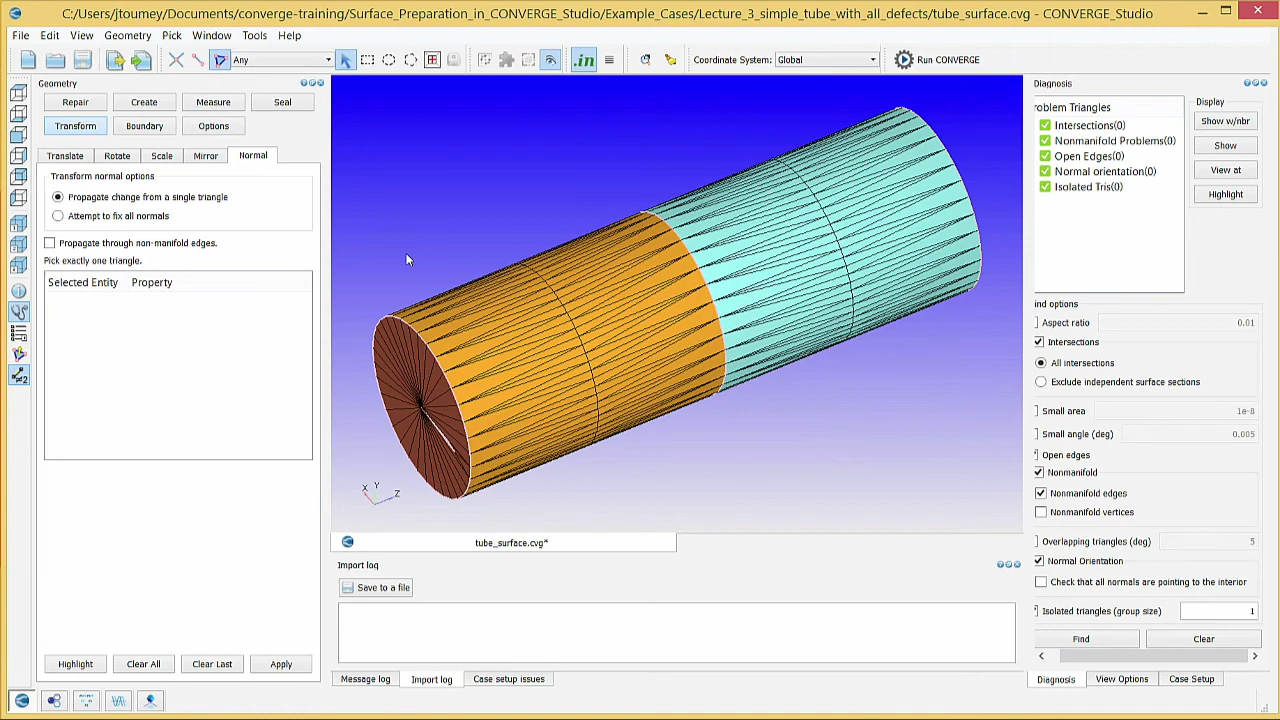 C:/Users/jtoumey/Documents/converge-training/Surface_Preparation_in_CONVERGE_Studio/Example_Cases/Lecture_3_simple_tube_with_all_defects/tube_surface.cvg - CONVERGE_Studio
File Edit View Geometry Pick Window Tools Help
Any
.in
Coordinate System: Global
Run CONVERGE
Geometry
Repair Create Measure Seal
Transform Boundary Options
Translate Rotate Scale Mirror Normal
Transform normal options
Propagate change from a single triangle
Attempt to fix all normals
Propagate through non-manifold edges.
Pick exactly one triangle.
Selected Entity Property
Highlight Clear All Clear Last Apply
X Y Z
tube_surface.cvg*
Import log
Save to a file
Message log Import log Case setup issues
Diagnosis
roblem Triangles
Intersections(0)
Nonmanifold Problems(0)
Open Edges(0)
Normal orientation(0)
Isolated Tris(0)
Display
Show w/nbr
Show
View at
Highlight
ind options
Aspect ratio 0.01
Intersections
All intersections
Exclude independent surface sections
Small area 1e-8
Small angle (deg) 0.005
Open edges
Nonmanifold
Nonmanifold edges
Nonmanifold vertices
Overlapping triangles (deg) 5
Normal Orientation
Check that all normals are pointing to the interior
Isolated triangles (group size) 1
Find Clear
Diagnosis View Options Case Setup